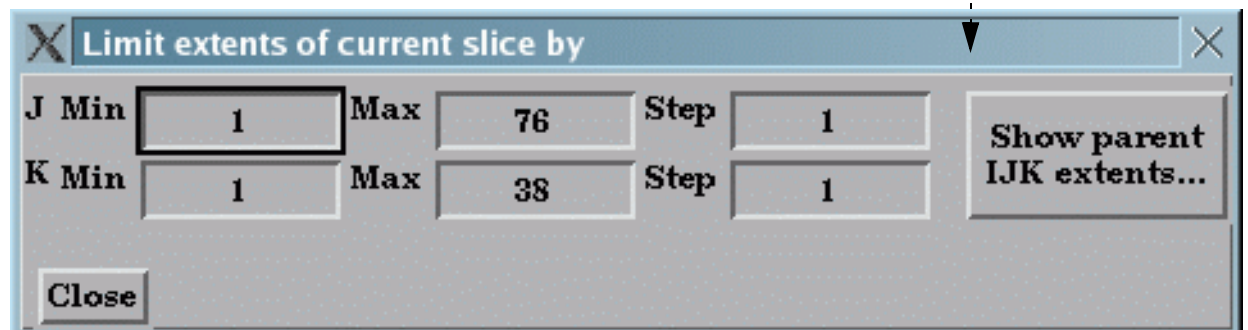 Limit extents of current slice by
J Min 1 Max 76 Step 1
K Min 1 Max 38 Step 1
Show parent
IJK extents...
Close